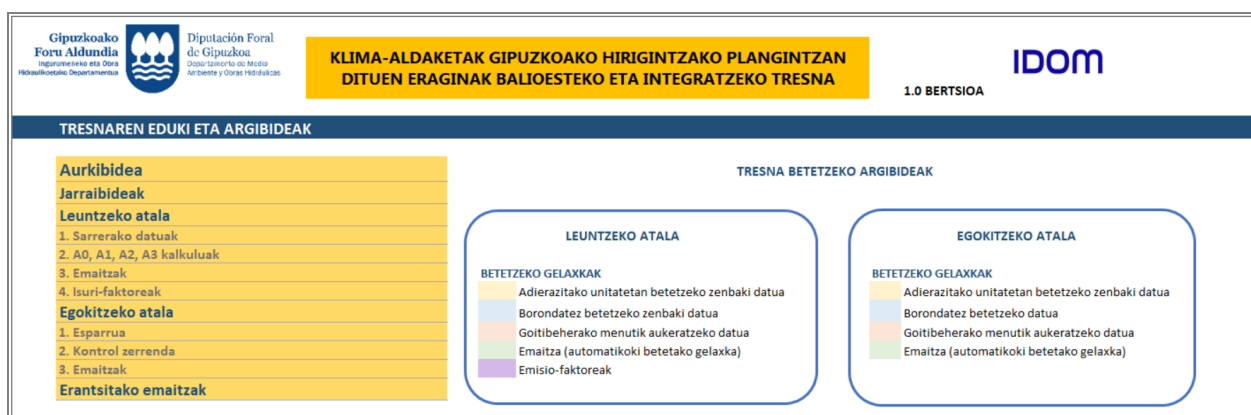 Gipuzkoako
Foru Aldundia
Ingurumeneko eta Obra
Hidraulikoetako Departamentua
Diputación Foral
de Gipuzkoa
Departamento de Medio
Ambiente y Obras Hidráulicas
KLIMA-ALDAKETAK GIPUZKOAKO HIRIGINTZAKO PLANGINTZAN
DITUEN ERAGINAK BALIOESTEKO ETA INTEGRATZEKO TRESNA
1.0 BERTSIOA
IDOM
TRESNAREN EDUKI ETA ARGIBIDEAK
Aurkibidea
Jarraibideak
Leuntzeko atala
1. Sarrerako datuak
2. A0, A1, A2, A3 kalkuluak
3. Emaitzak
4. Isuri-faktoreak
Egokitzeko atala
1. Esparrua
2. Kontrol zerrenda
3. Emaitzak
Erantsitako emaitzak
TRESNA BETETZEKO ARGIBIDEAK
LEUNTZEKO ATALA
BETETZEKO GELAXKAK
Adierazitako unitatetan betetzeko zenbaki datua
Borondatez betetzeko zenbaki datua
Goitibeherako menutik aukeratzeko datua
Emaitza (automatikoki betetako gelaxka)
Emisio-faktoreak
EGOKITZEKO ATALA
BETETZEKO GELAXKAK
Adierazitako unitatetan betetzeko zenbaki datua
Borondatez betetzeko datua
Goitibeherako menutik aukeratzeko datua
Emaitza (automatikoki betetako gelaxka)